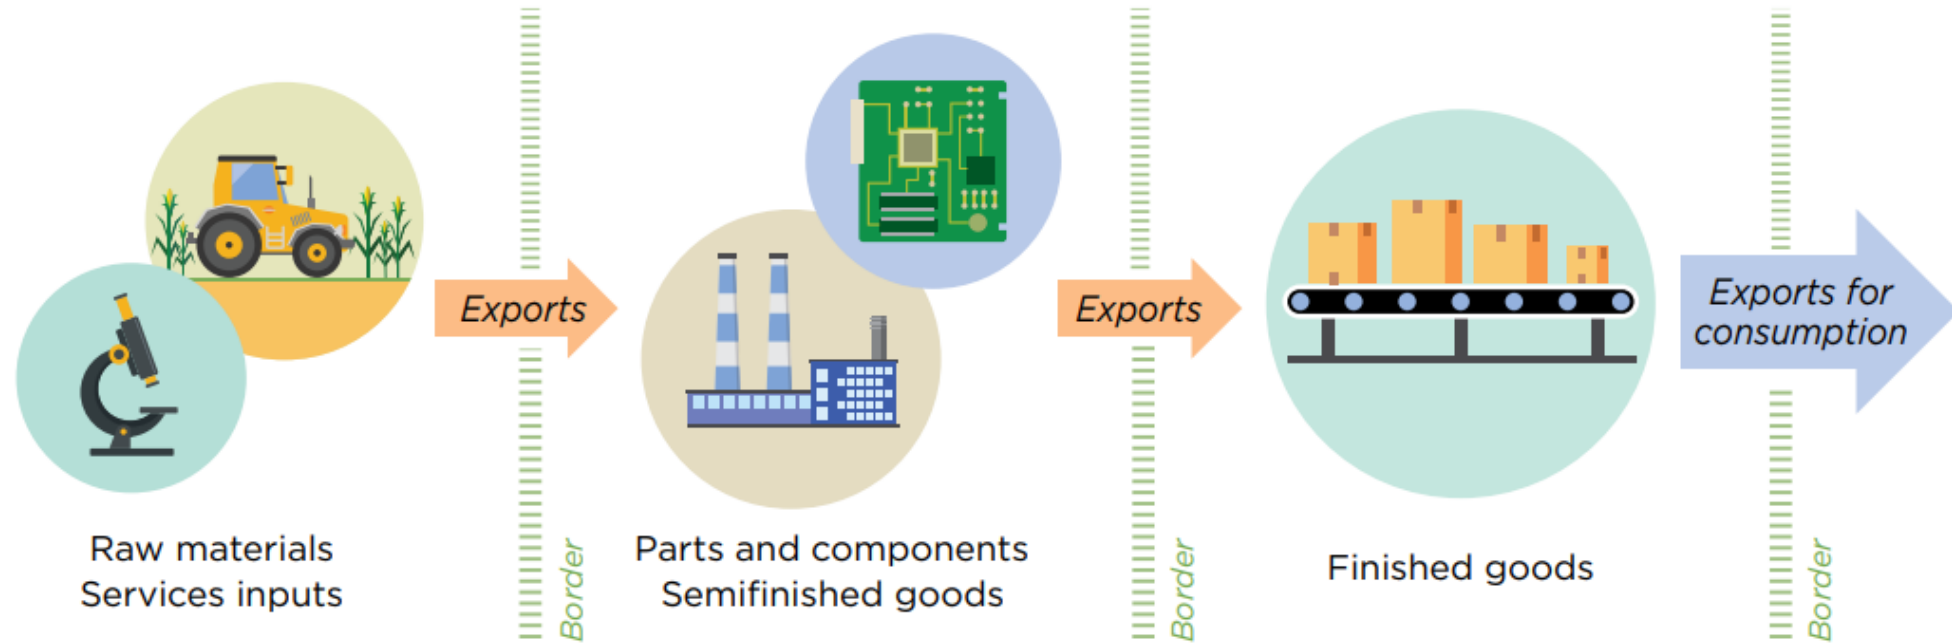 Exports
Exports
Exports for
consumption
Raw materials
Services inputs
Border
Parts and components
Semifinished goods
Border
Finished goods
Border